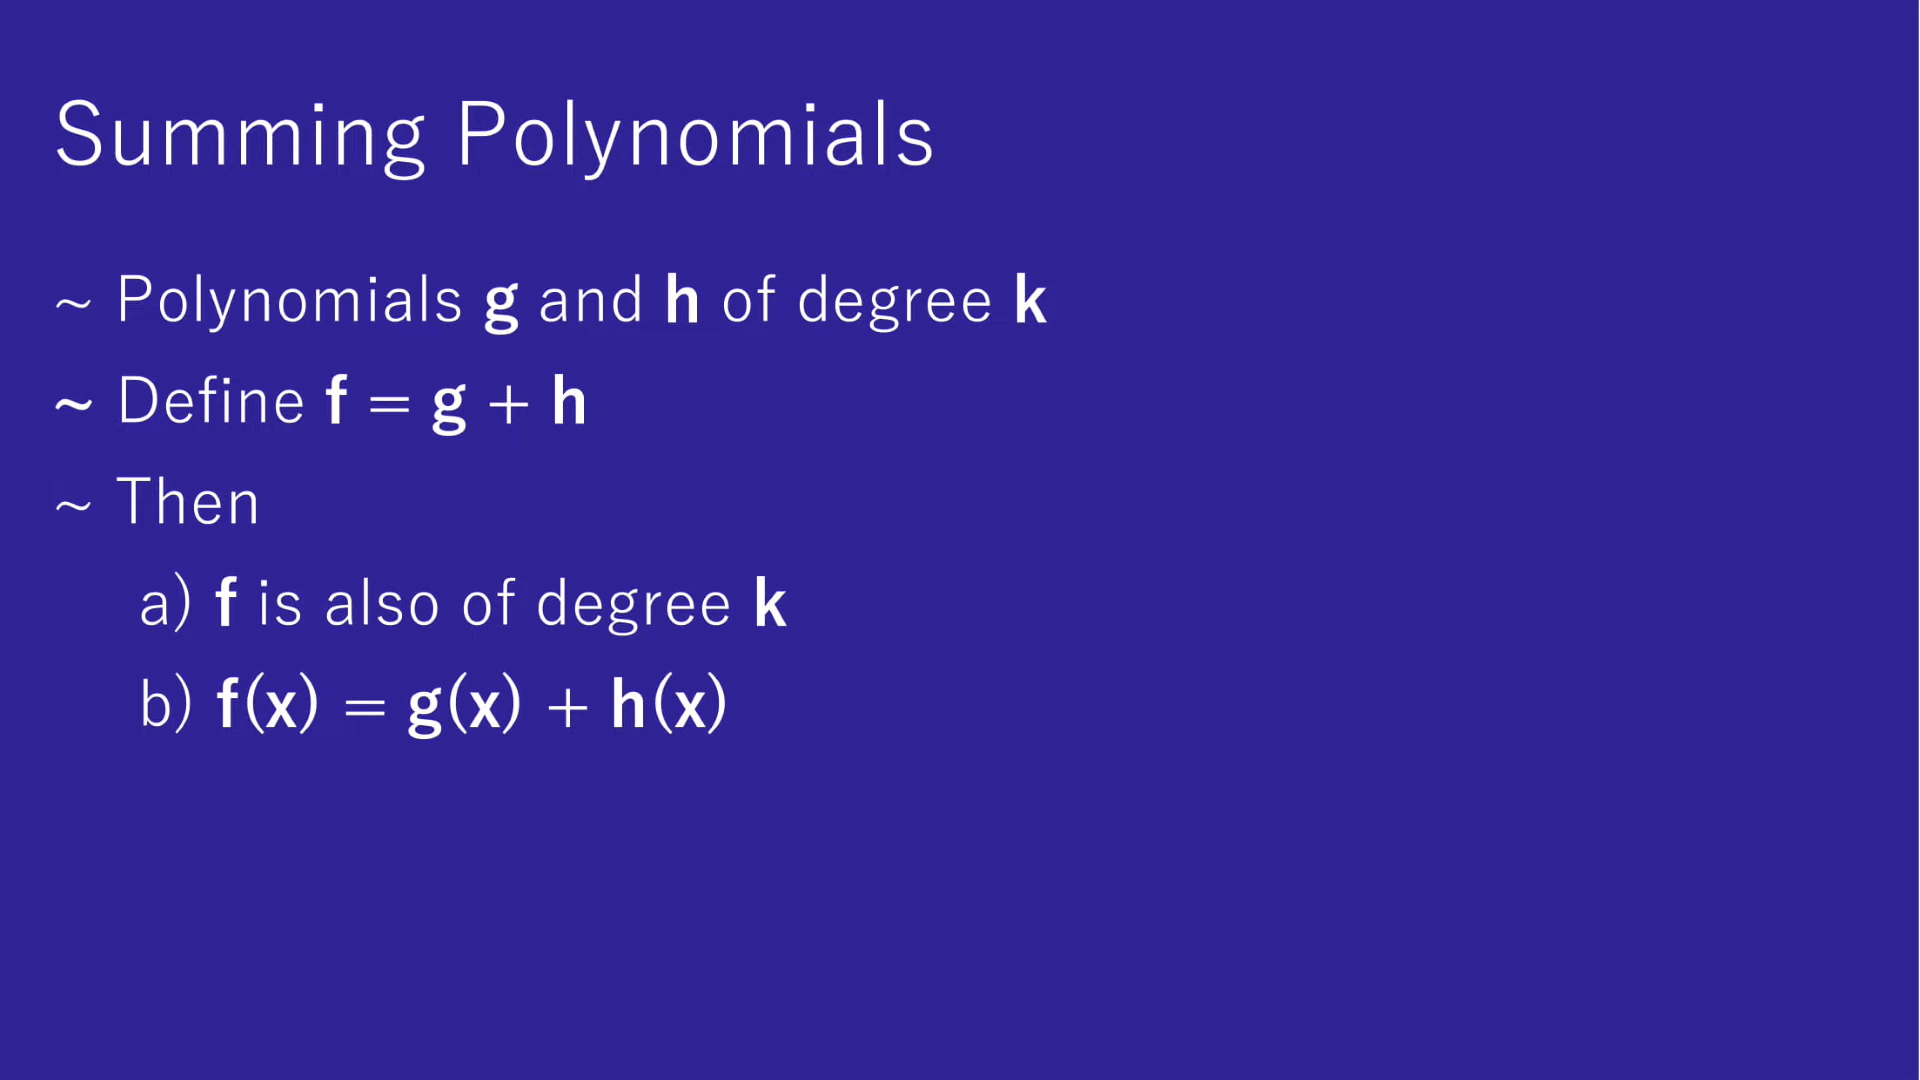 Summing Polynomials
~ Polynomials g and h of degree k
~ Define f = g + h
~ Then
a) f is also of degree k
b) f(x) = g(x) + h(x)